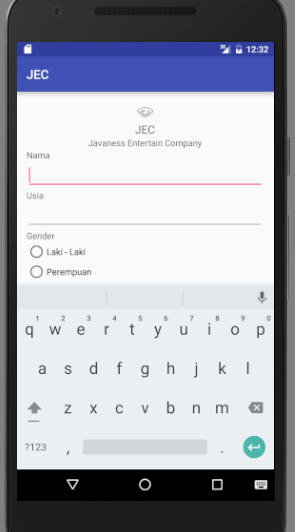 12:32
JEC
JEC
Javaness Entertain Company
Nama
Usia
Gender
Laki - Laki
Perempuan
1 2 3 4 5 6 7 8 9 0
q w e r t y u i o p
a s d f g h j k l
z x c v b n m
?123 , .